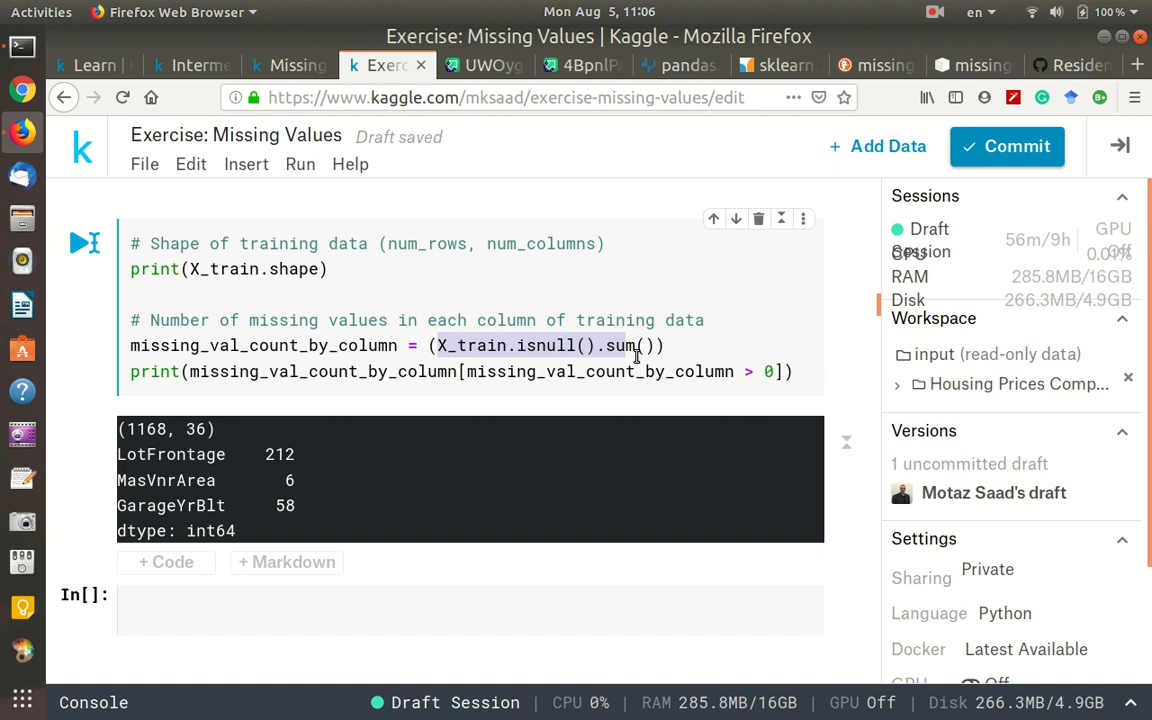 Activities
Firefox Web Browser
Mon Aug 5, 11:06
en
100 %
Exercise: Missing Values | Kaggle - Mozilla Firefox
Learn |
Interme
Missing
Exerc
UWOyg
4BpnlP
pandas
sklearn
missing
missing
Residen
https://www.kaggle.com/mksaad/exercise-missing-values/edit
k
Exercise: Missing Values
Draft saved
File Edit Insert Run Help
+ Add Data
Commit
# Shape of training data (num_rows, num_columns)
print(X_train.shape)
# Number of missing values in each column of training data
missing_val_count_by_column = (X_train.isnull().sum())
print(missing_val_count_by_column[missing_val_count_by_column > 0])
(1168, 36)
LotFrontage 212
MasVnrArea 6
GarageYrBlt 58
dtype: int64
+ Code
+ Markdown
In[]:
Sessions
Draft Session
56m/9h
GPU Off
CPU 0.01%
RAM 285.8MB/16GB
Disk 266.3MB/4.9GB
Workspace
input (read-only data)
Housing Prices Comp...
Versions
1 uncommitted draft
Motaz Saad's draft
Settings
Sharing Private
Language Python
Docker Latest Available
GPU Off
Console
Draft Session | CPU 0% | RAM 285.8MB/16GB | GPU Off | Disk 266.3MB/4.9GB